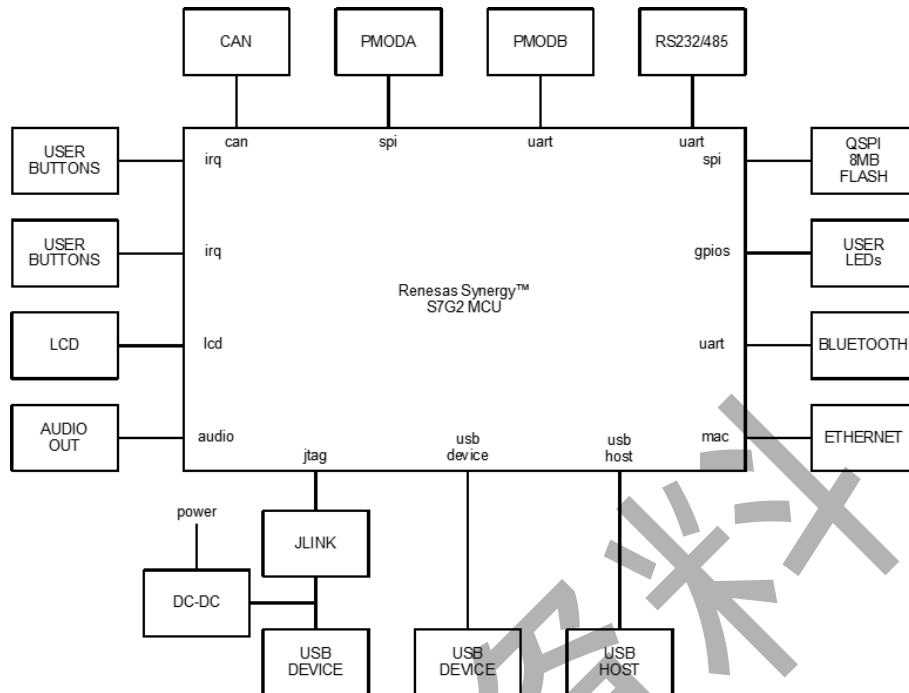 CAN
PMODA
PMODB
RS232/485
can
spi
uart
uart
USER
BUTTONS
irq
spi
QSPI
8MB
FLASH
USER
BUTTONS
irq
gpios
USER
LEDs
Renesas Synergy™
S7G2 MCU
LCD
lcd
uart
BLUETOOTH
AUDIO
OUT
audio
jtag
usb
device
usb
host
mac
ETHERNET
power
JLINK
DC-DC
USB
DEVICE
USB
DEVICE
USB
HOST
料